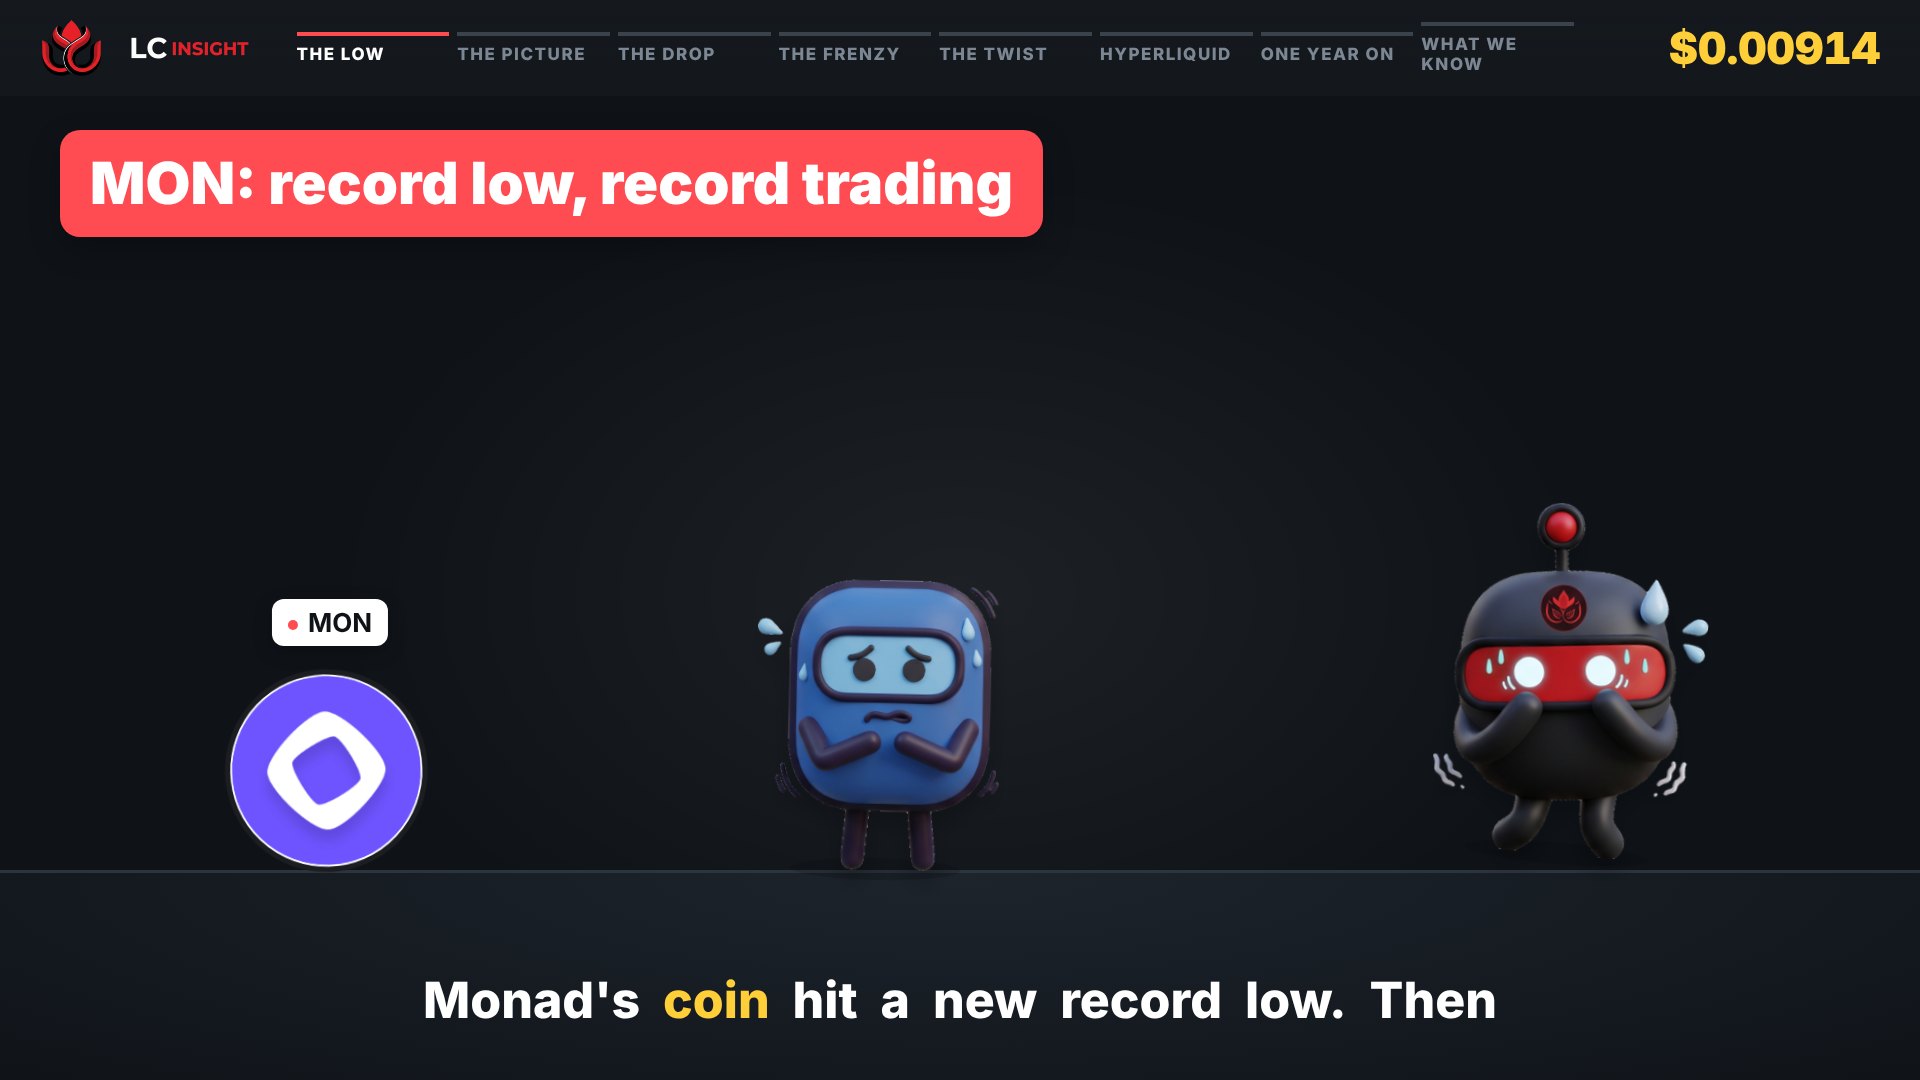 LC INSIGHT
THE LOW
THE PICTURE
THE DROP
THE FRENZY
THE TWIST
HYPERLIQUID
ONE YEAR ON
WHAT WE
KNOW
$0.00914
MON: record low, record trading
MON
Monad's coin hit a new record low. Then